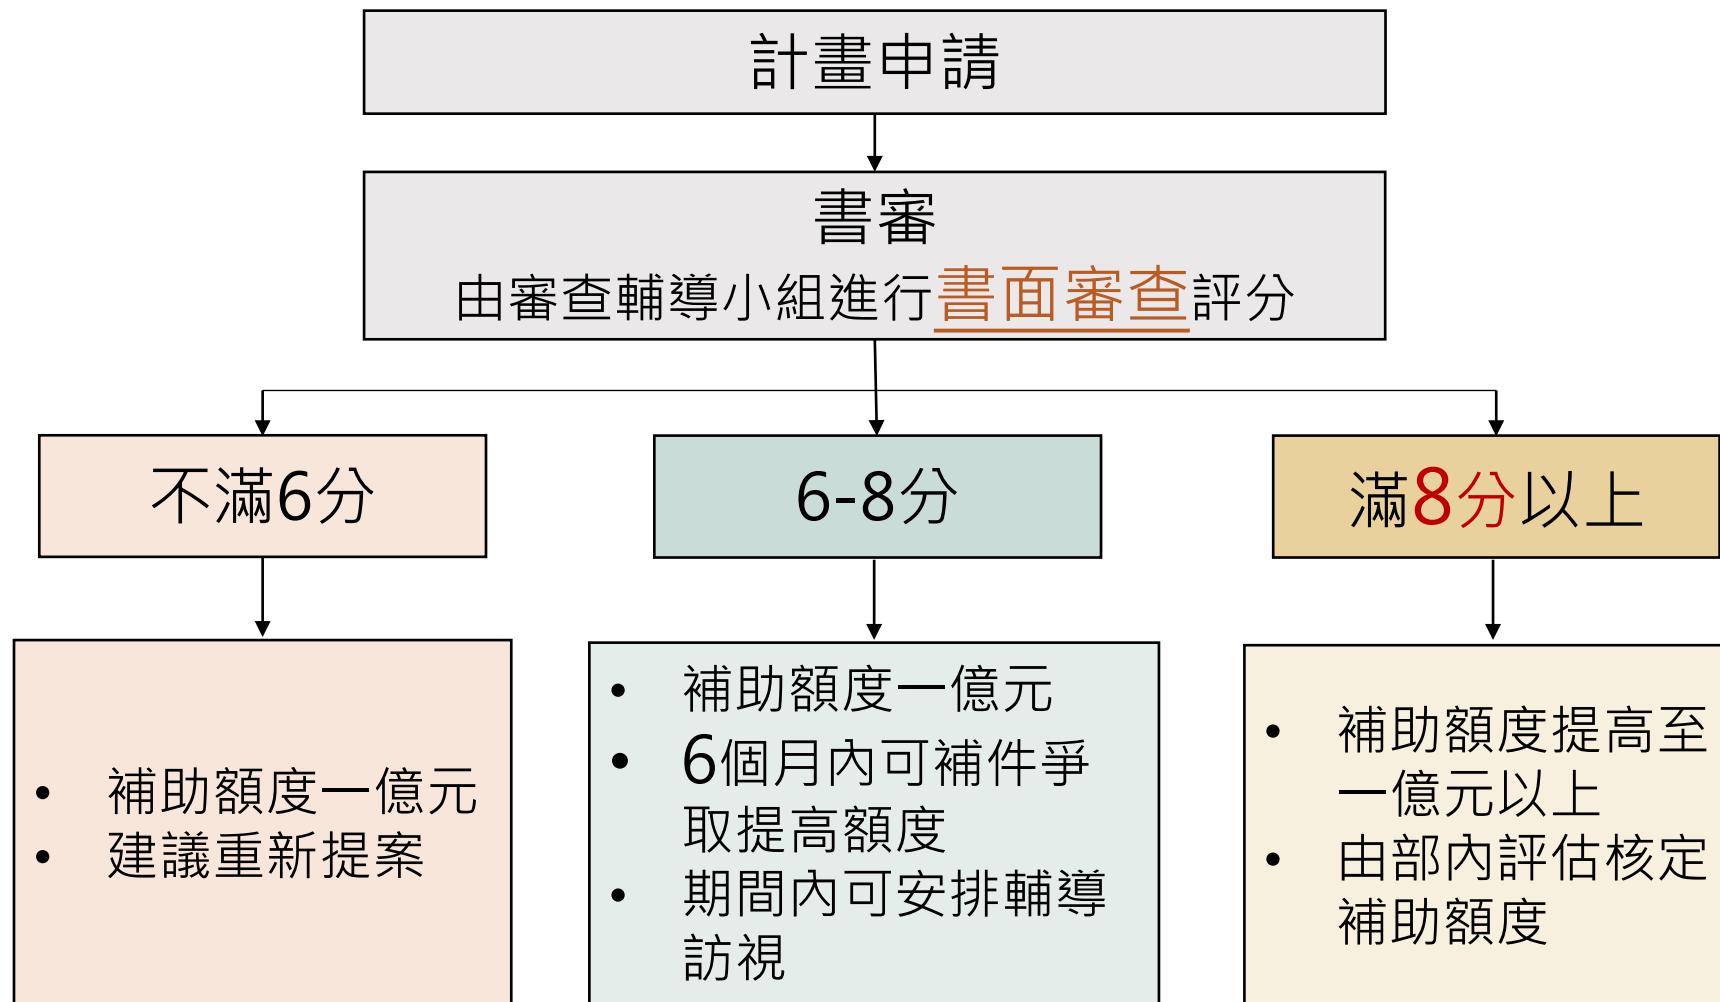 計畫申請
書審
由審查輔導小組進行書面審查評分
不滿6分
6-8分
滿8分以上
• 補助額度一億元
• 建議重新提案
• 補助額度一億元
• 6個月內可補件爭
取提高額度
• 期間內可安排輔導
訪視
• 補助額度提高至
一億元以上
• 由部內評估核定
補助額度